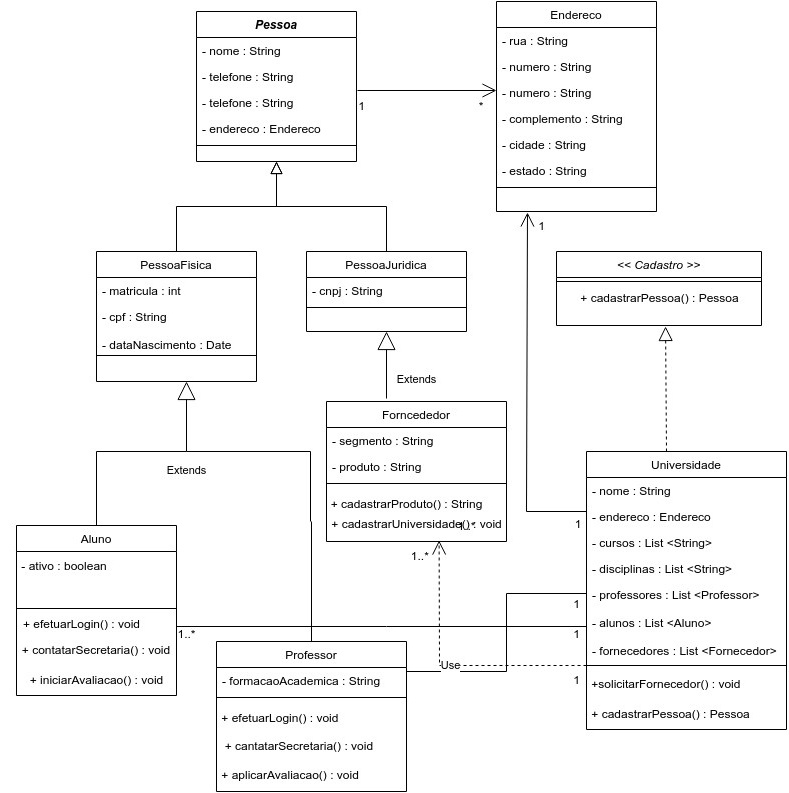 Pessoa
- nome : String
- telefone : String
- telefone : String
- endereco : Endereco
1
*
Endereco
- rua : String
- numero : String
- numero : String
- complemento : String
- cidade : String
- estado : String
1
PessoaFisica
- matricula : int
- cpf : String
- dataNascimento : Date
PessoaJuridica
- cnpj : String
<< Cadastro >>
+ cadastrarPessoa() : Pessoa
Extends
Forncededor
- segmento : String
- produto : String
+ cadastrarProduto() : String
+ cadastrarUniversidade() : void
1..*
1..*
Extends
Universidade
- nome : String
- endereco : Endereco
- cursos : List <String>
- disciplinas : List <String>
- professores : List <Professor>
- alunos : List <Aluno>
- fornecedores : List <Fornecedor>
+solicitarFornecedor() : void
+ cadastrarPessoa() : Pessoa
1
1
1
1
Aluno
- ativo : boolean
+ efetuarLogin() : void
+ contatarSecretaria() : void
+ iniciarAvaliacao() : void
1..*
Use
Professor
- formacaoAcademica : String
+ efetuarLogin() : void
+ cantatarSecretaria() : void
+ aplicarAvaliacao() : void